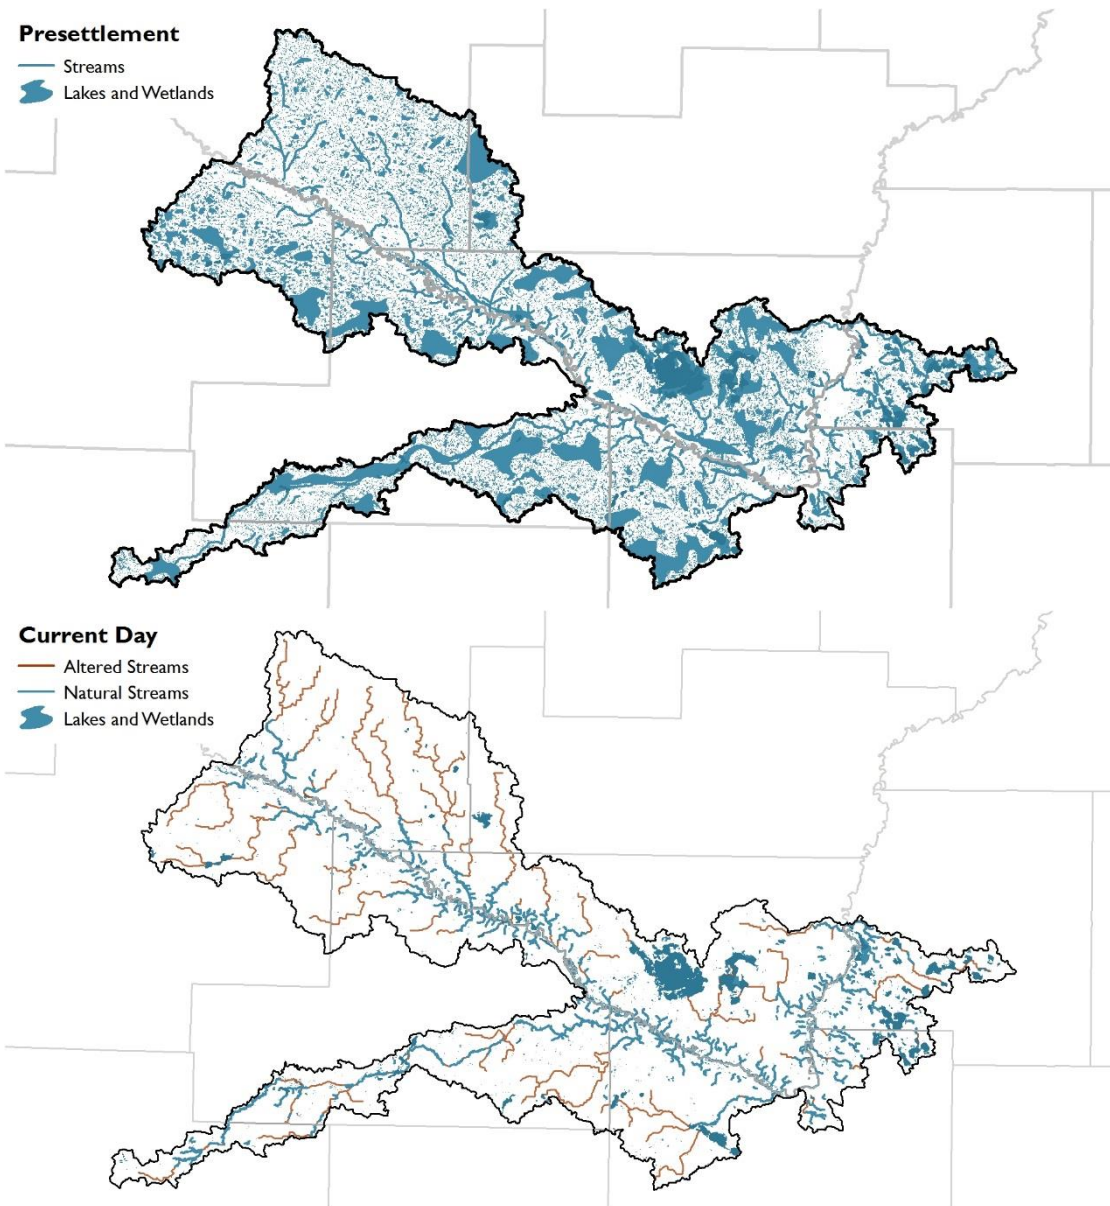 Presettlement
Streams
Lakes and Wetlands
Current Day
Altered Streams
Natural Streams
Lakes and Wetlands